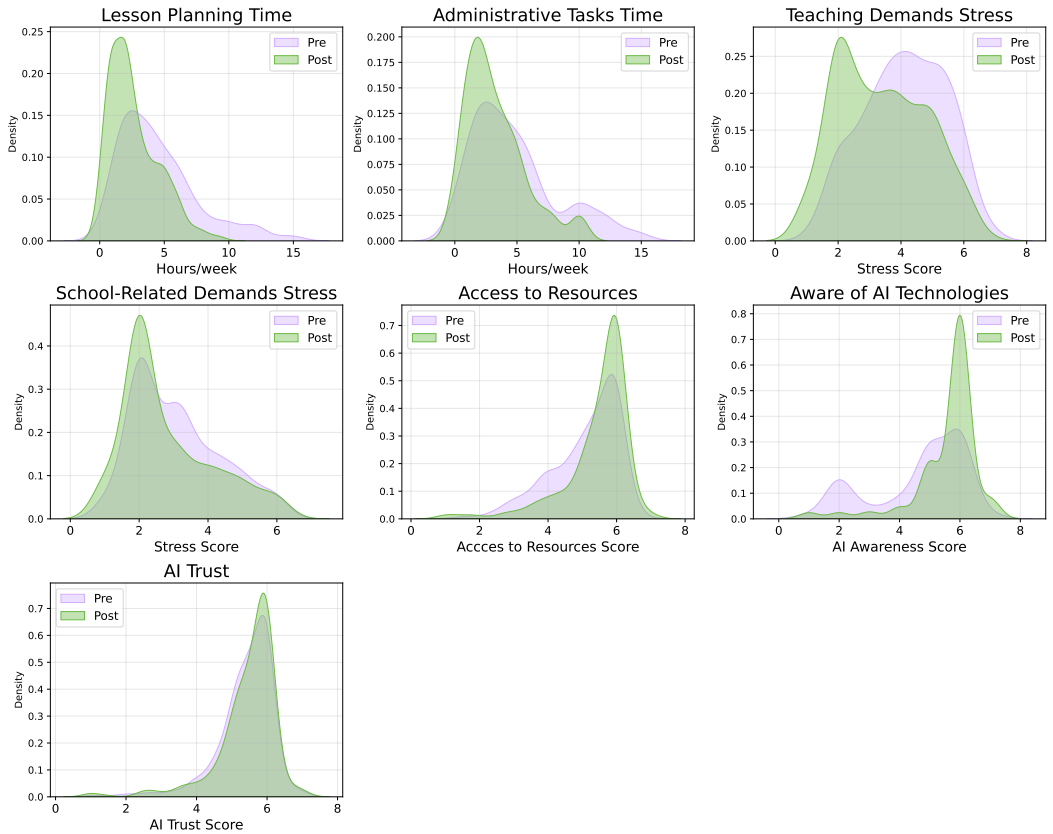 Lesson Planning Time
0.25
0.20
0.15
0.10
0.05
0.00
Density
0
5
10
15
Hours/week
Pre
Post
Administrative Tasks Time
0.200
0.175
0.150
0.125
0.100
0.075
0.050
0.025
0.000
Density
0
5
10
15
Hours/week
Pre
Post
Teaching Demands Stress
0.25
0.20
0.15
0.10
0.05
0.00
Density
0
2
4
6
8
Stress Score
Pre
Post
School-Related Demands Stress
0.4
0.3
0.2
0.1
0.0
Density
0
2
4
6
Stress Score
Pre
Post
Access to Resources
0.7
0.6
0.5
0.4
0.3
0.2
0.1
0.0
Density
0
2
4
6
8
Accces to Resources Score
Pre
Post
Aware of AI Technologies
0.8
0.7
0.6
0.5
0.4
0.3
0.2
0.1
0.0
Density
0
2
4
6
8
AI Awareness Score
Pre
Post
AI Trust
0.7
0.6
0.5
0.4
0.3
0.2
0.1
0.0
Density
0
2
4
6
8
AI Trust Score
Pre
Post